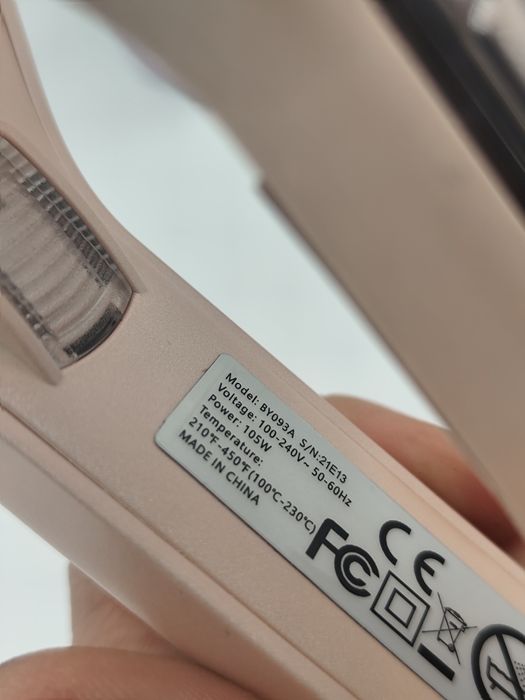 Model: BY093A S/N:21E13
Voltage: 100-240V~ 50-60Hz
Power: 105W
Temperature:
210°F-450°F(100°C-230°C)
MADE IN CHINA
FC CE